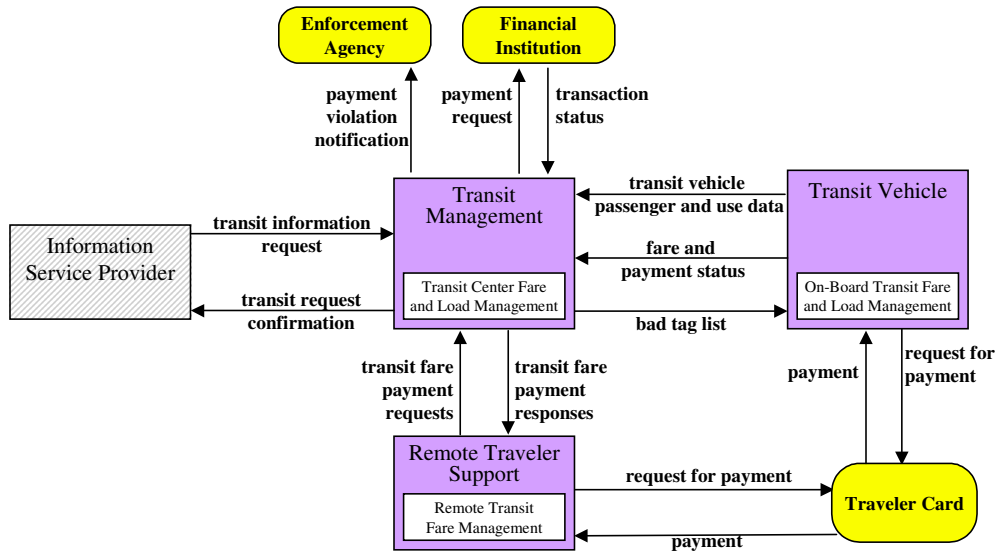 Enforcement
Agency
Financial
Institution
payment
violation
notification
payment
request
transaction
status
Transit
Management
transit vehicle
passenger and use data
Transit Vehicle
transit information
request
Information
Service Provider
fare and
payment status
Transit Center Fare
and Load Management
On-Board Transit Fare
and Load Management
transit request
confirmation
bad tag list
transit fare
payment
requests
transit fare
payment
responses
payment
request for
payment
Remote Traveler
Support
request for payment
Remote Transit
Fare Management
Traveler Card
payment